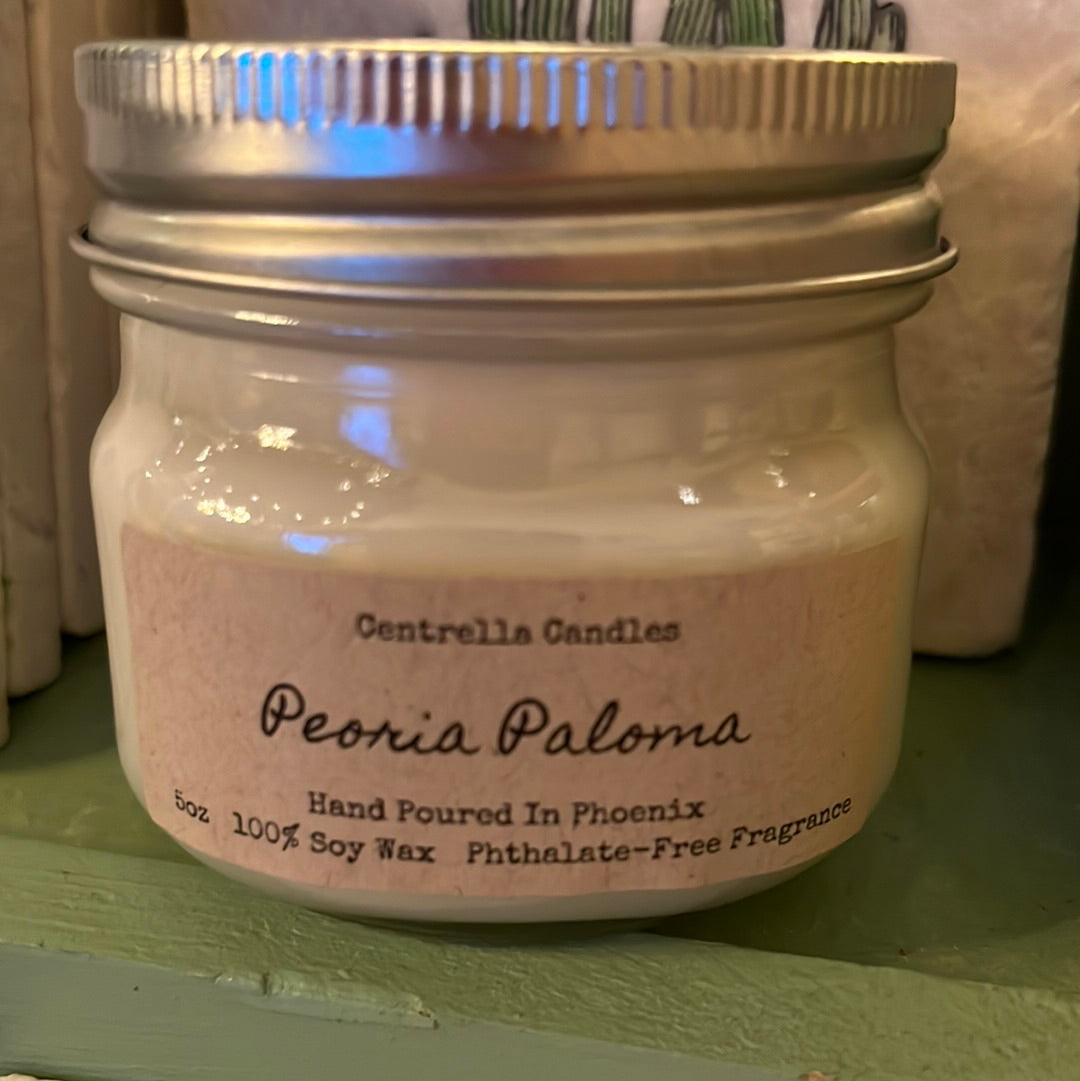 Centrella Candles
Peoria Paloma
Hand Poured In Phoenix
5oz 100% Soy Wax Phthalate-Free Fragrance